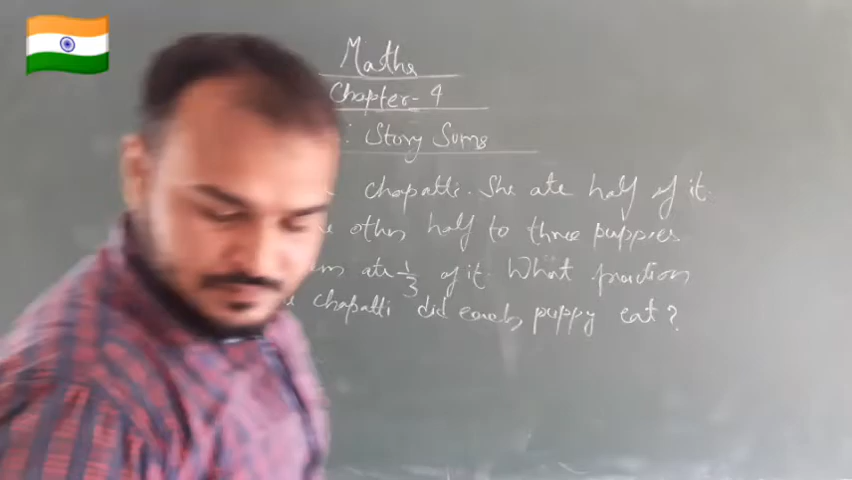 Maths
Chapter-4
: Story Sums
chapatti. She ate half of it
other half to three puppies
ate 1/3 of it. What fraction
chapatti did each puppy eat?